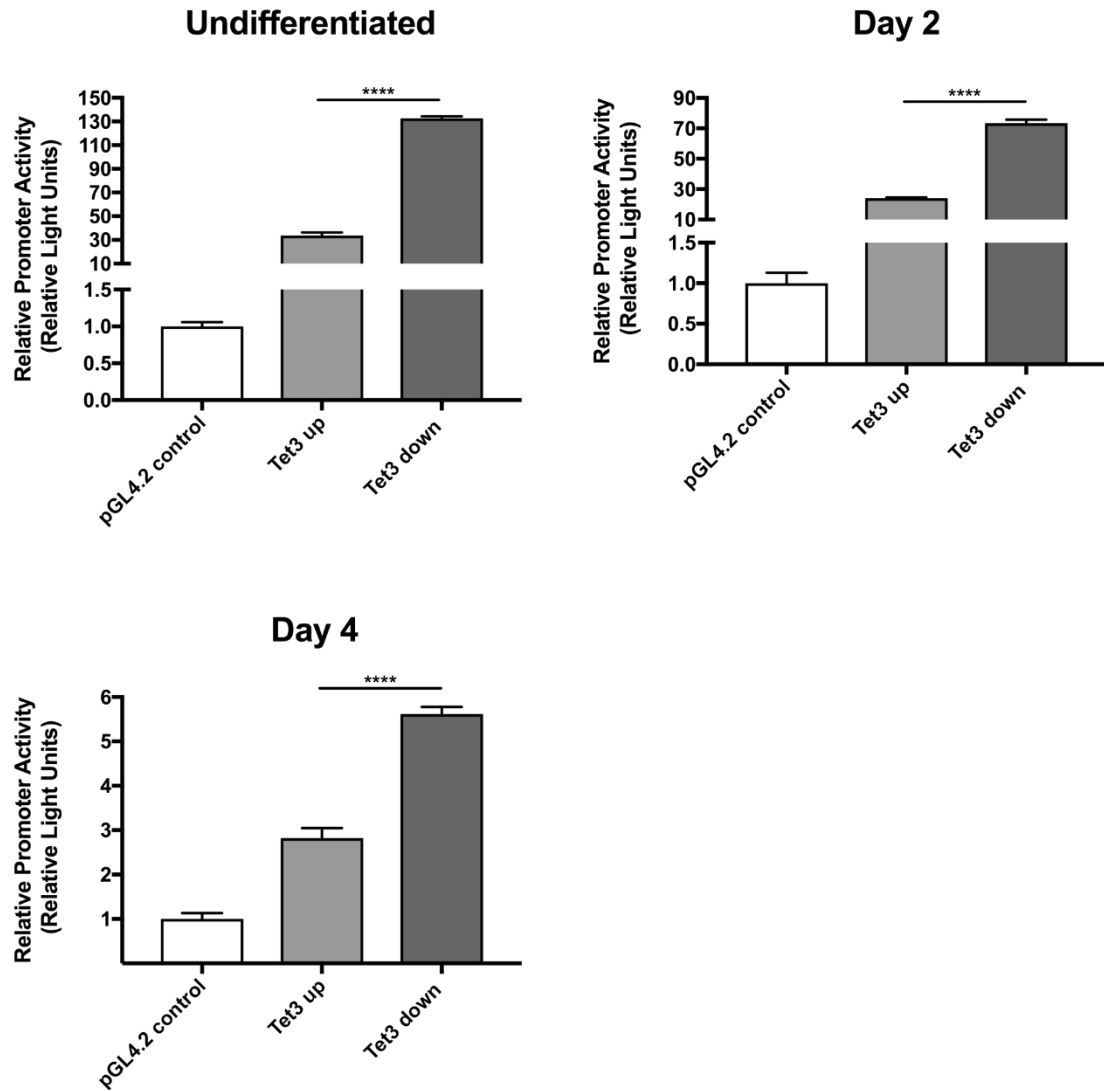 Undifferentiated
Relative Promoter Activity
(Relative Light Units)
150
130
110
90
70
50
30
10
1.5
1.0
0.5
0.0
****
pGL4.2 control
Tet3 up
Tet3 down
Day 2
Relative Promoter Activity
(Relative Light Units)
90
70
50
30
10
1.5
1.0
0.5
0.0
****
pGL4.2 control
Tet3 up
Tet3 down
Day 4
Relative Promoter Activity
(Relative Light Units)
6
5
4
3
2
1
****
pGL4.2 control
Tet3 up
Tet3 down